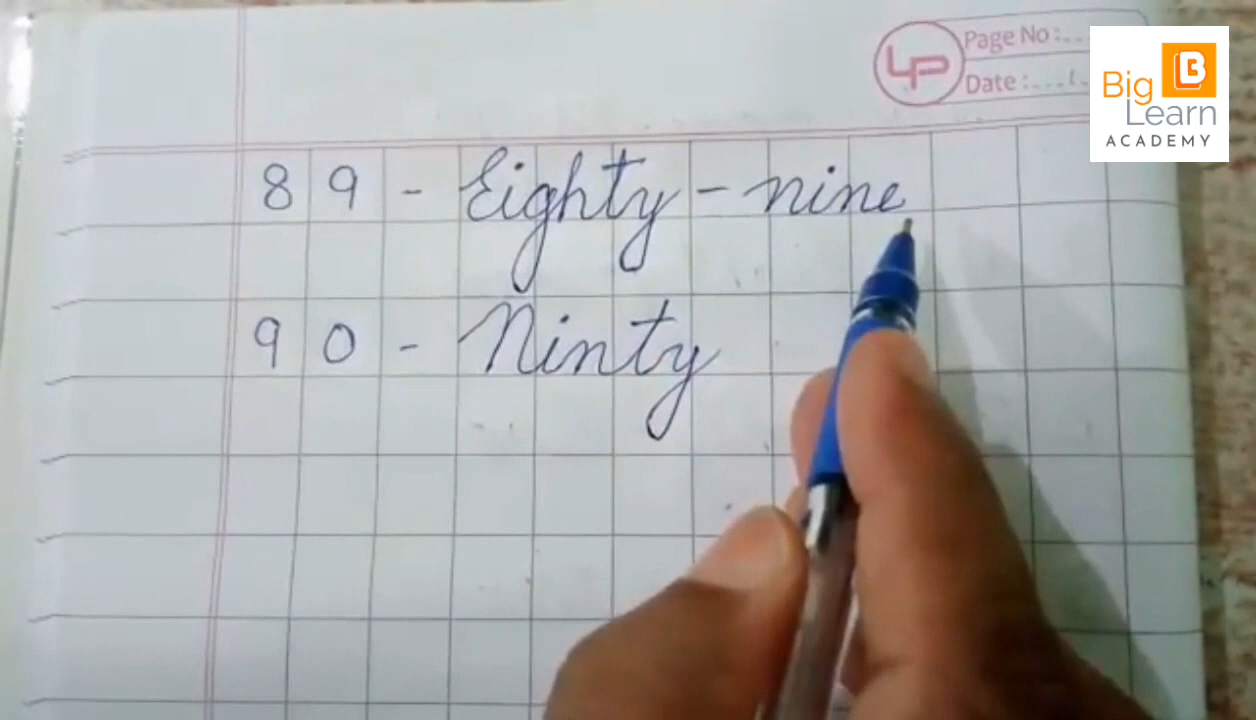 Page No :...
Date :...
Big
Learn
ACADEMY
89 - Eighty-nine
90 - Ninty